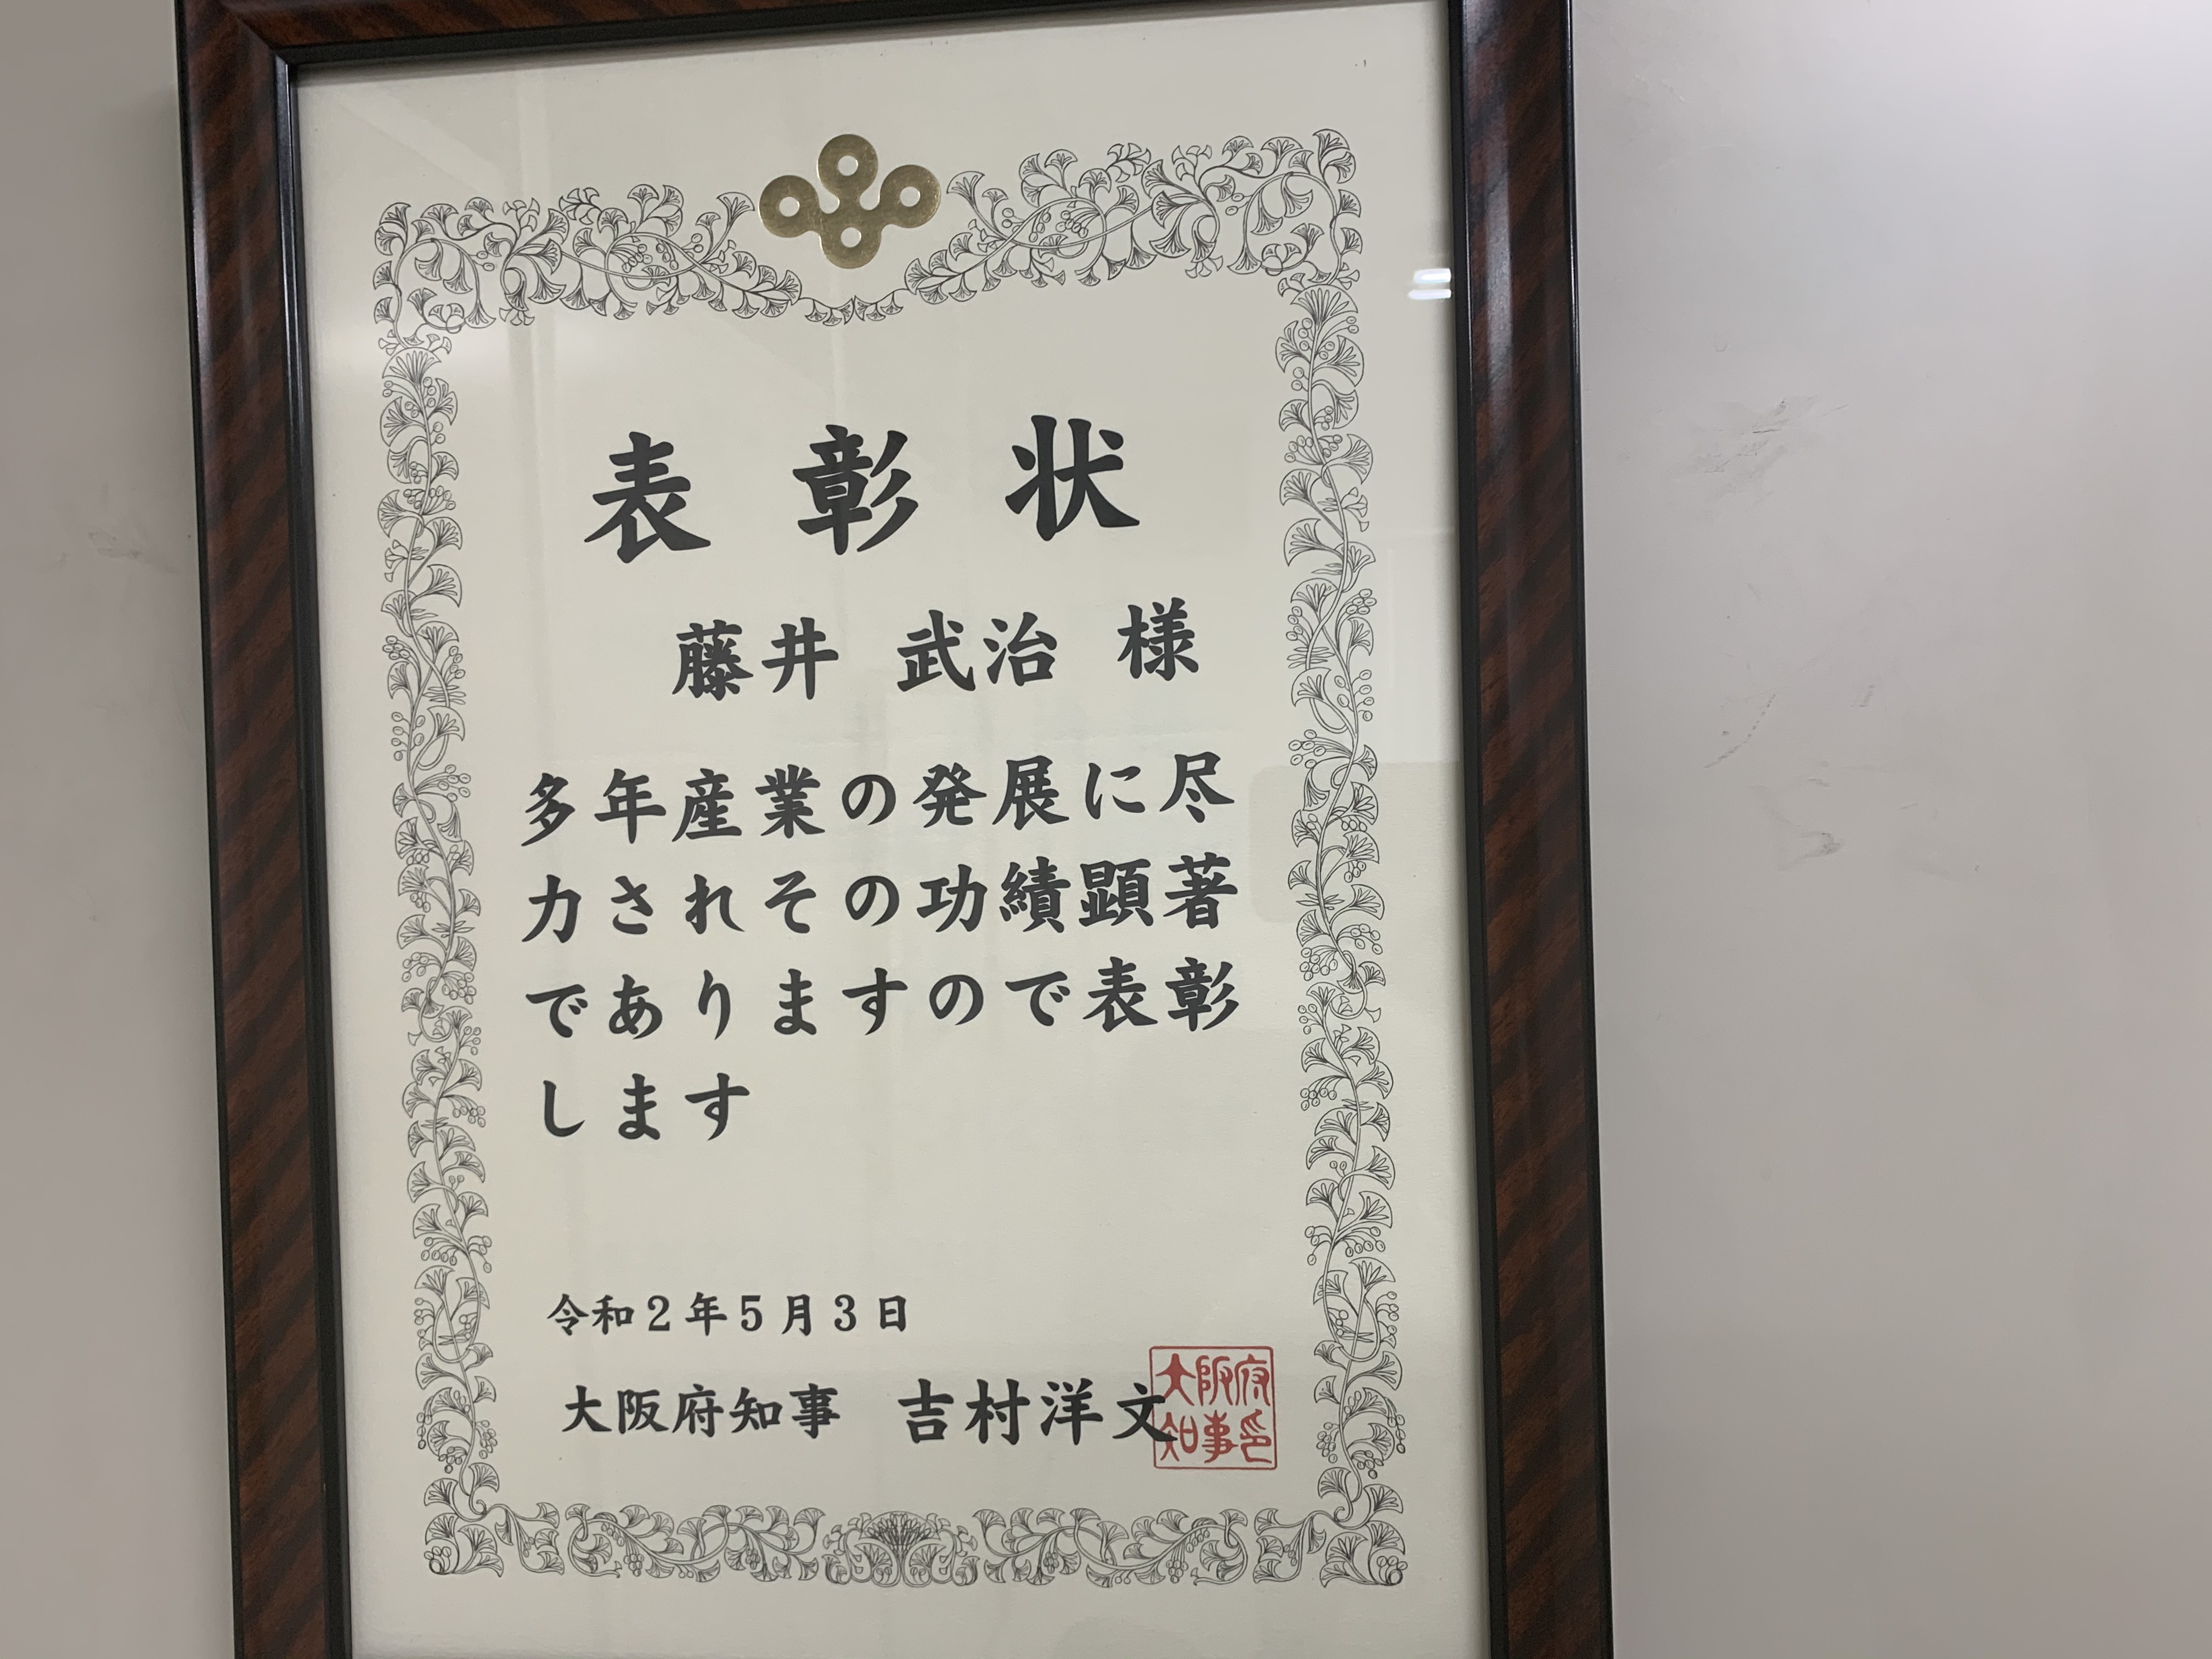 表彰状
藤井 武治 様
多年産業の発展に尽
力されその功績顕著
でありますので表彰
します
令和2年5月3日
大阪府知事 吉村洋文
大阪府
知事印